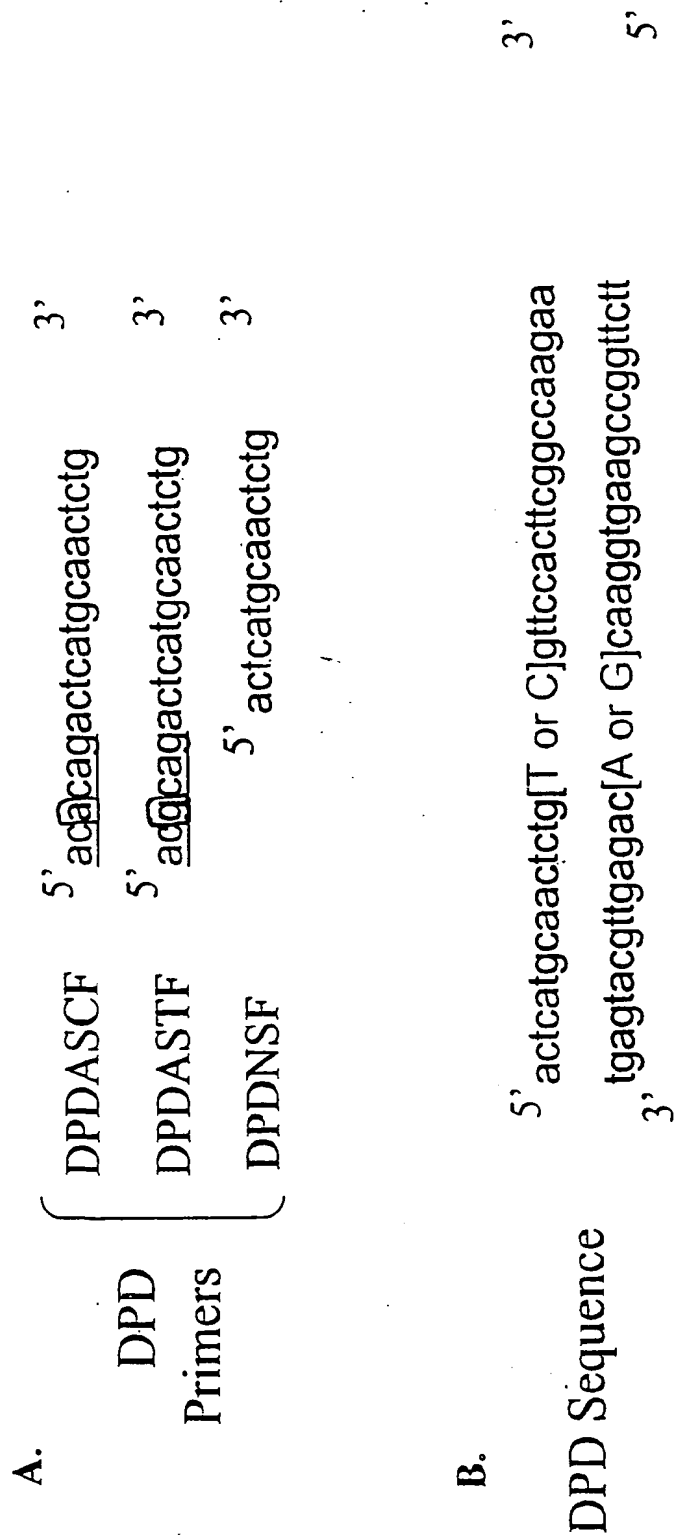 A.
DPD Primers
DPDASCF 5' acacagactcatgcaactctg 3'
DPDASTF 5' acgcagactcatgcaactctg 3'
DPDNSF 5' actcatgcaactctg 3'
B.
DPD Sequence
5' actcatgcaactctg[T or C]gttccacttcggccaagaa 3'
3' tgagtacgttgagac[A or G]caaggtgaagccggttctt 5'